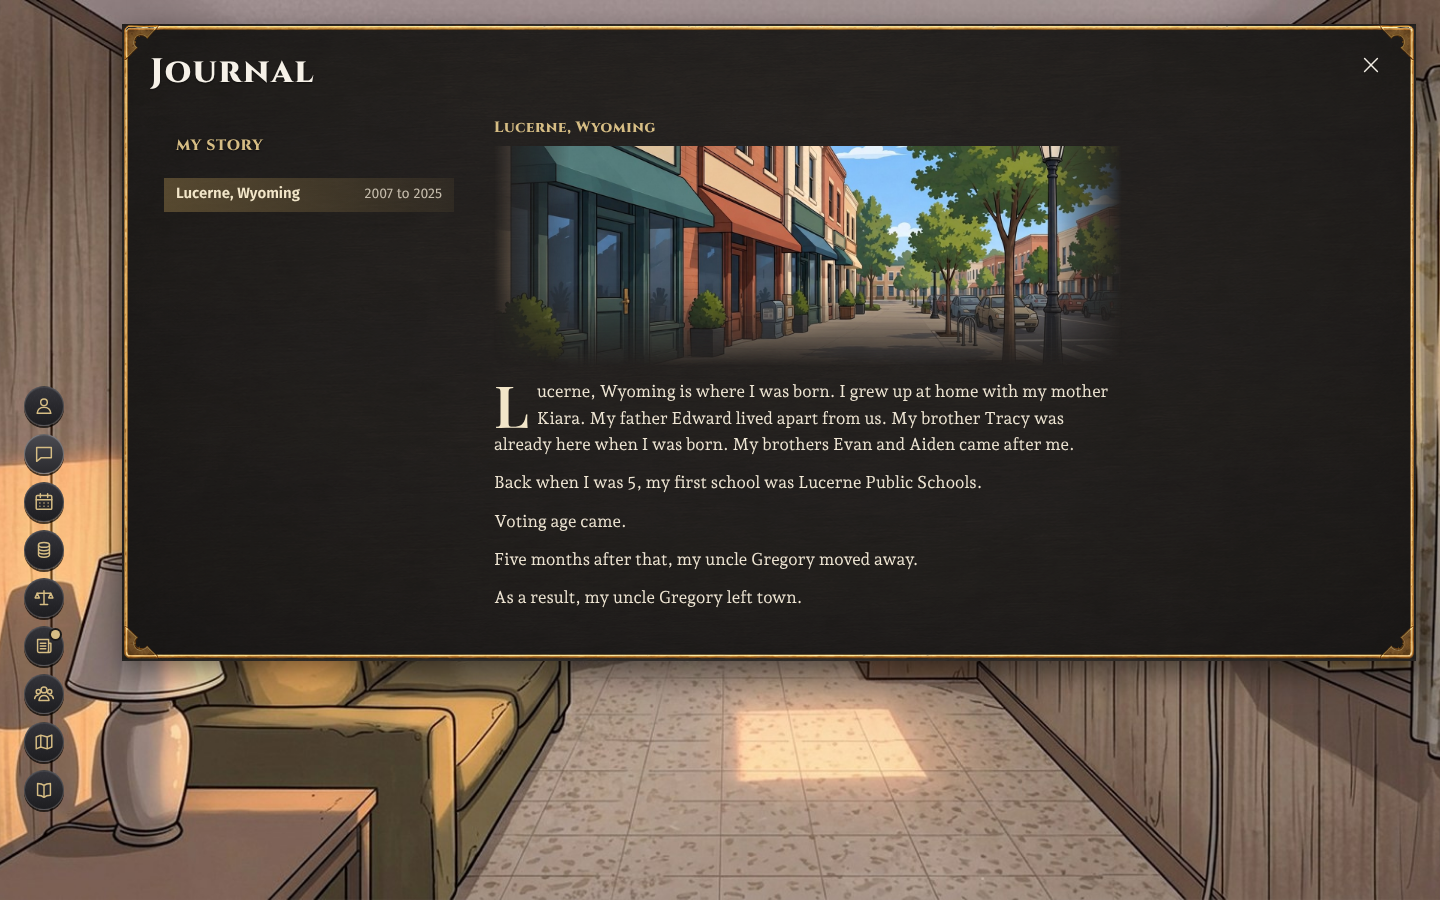 Journal
MY STORY
Lucerne, Wyoming 2007 to 2025
Lucerne, Wyoming
Lucerne, Wyoming is where I was born. I grew up at home with my mother
Kiara. My father Edward lived apart from us. My brother Tracy was
already here when I was born. My brothers Evan and Aiden came after me.
Back when I was 5, my first school was Lucerne Public Schools.
Voting age came.
Five months after that, my uncle Gregory moved away.
As a result, my uncle Gregory left town.